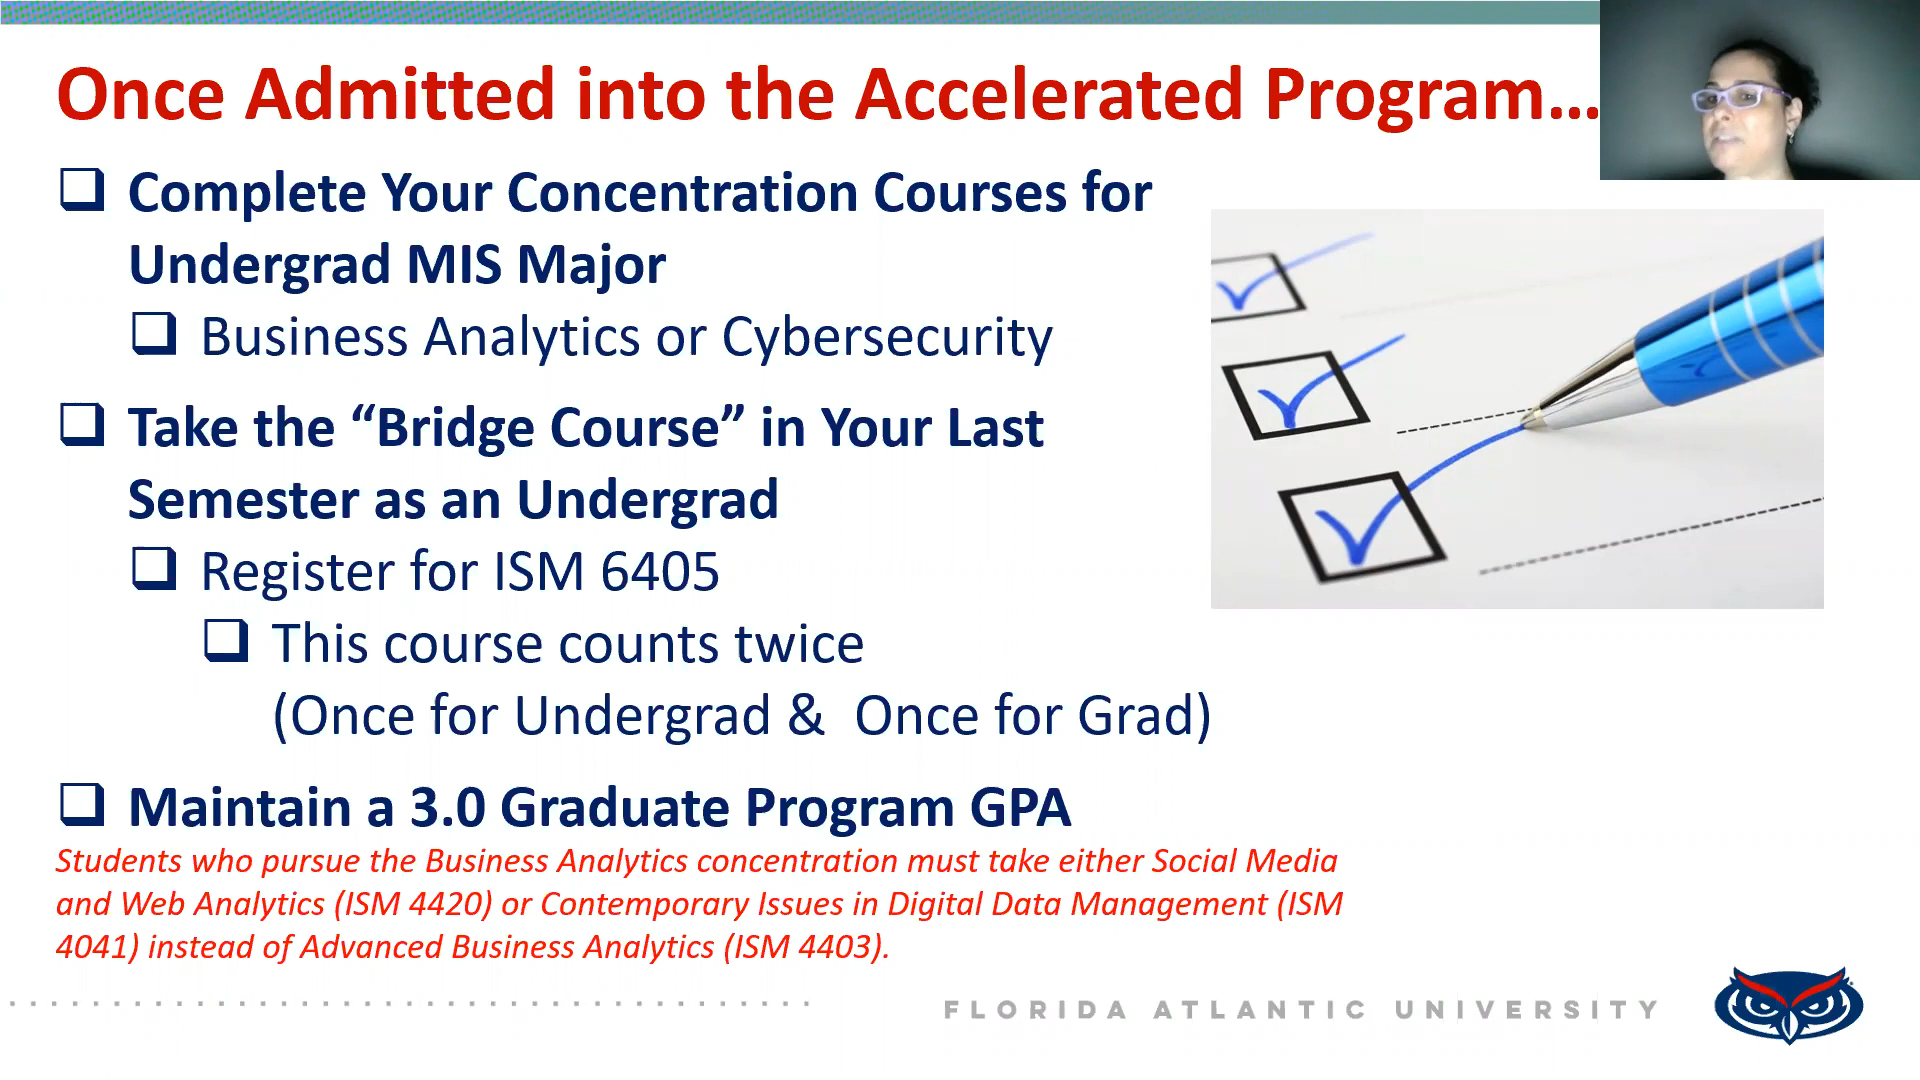 Once Admitted into the Accelerated Program...
Complete Your Concentration Courses for
Undergrad MIS Major
Business Analytics or Cybersecurity
Take the “Bridge Course” in Your Last
Semester as an Undergrad
Register for ISM 6405
This course counts twice
(Once for Undergrad & Once for Grad)
Maintain a 3.0 Graduate Program GPA
Students who pursue the Business Analytics concentration must take either Social Media
and Web Analytics (ISM 4420) or Contemporary Issues in Digital Data Management (ISM
4041) instead of Advanced Business Analytics (ISM 4403).
FLORIDA ATLANTIC UNIVERSITY